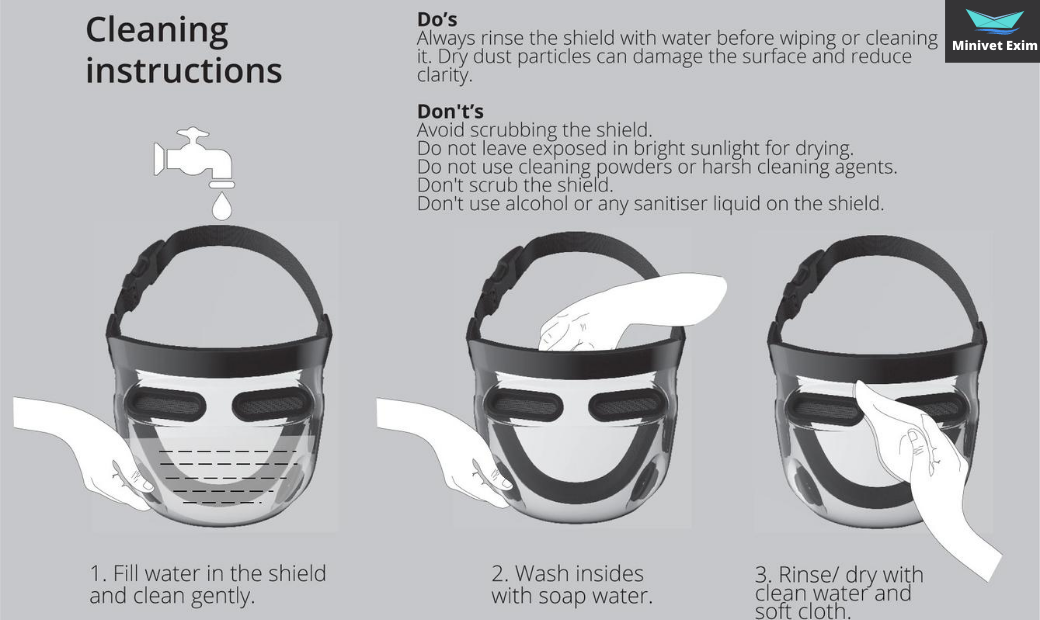 Cleaning
instructions
Do's
Always rinse the shield with water before wiping or cleaning
it. Dry dust particles can damage the surface and reduce
clarity.
Minivet Exim
Don't's
Avoid scrubbing the shield.
Do not leave exposed in bright sunlight for drying.
Do not use cleaning powders or harsh cleaning agents.
Don't scrub the shield.
Don't use alcohol or any sanitiser liquid on the shield.
1. Fill water in the shield
and clean gently.
2. Wash insides
with soap water.
3. Rinse/ dry with
clean water and
soft cloth.